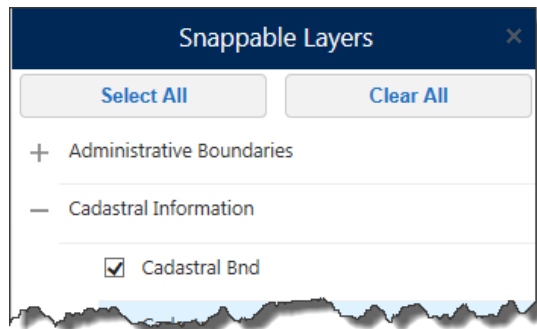 Snappable Layers
Select All Clear All
Administrative Boundaries
Cadastral Information
Cadastral Bnd